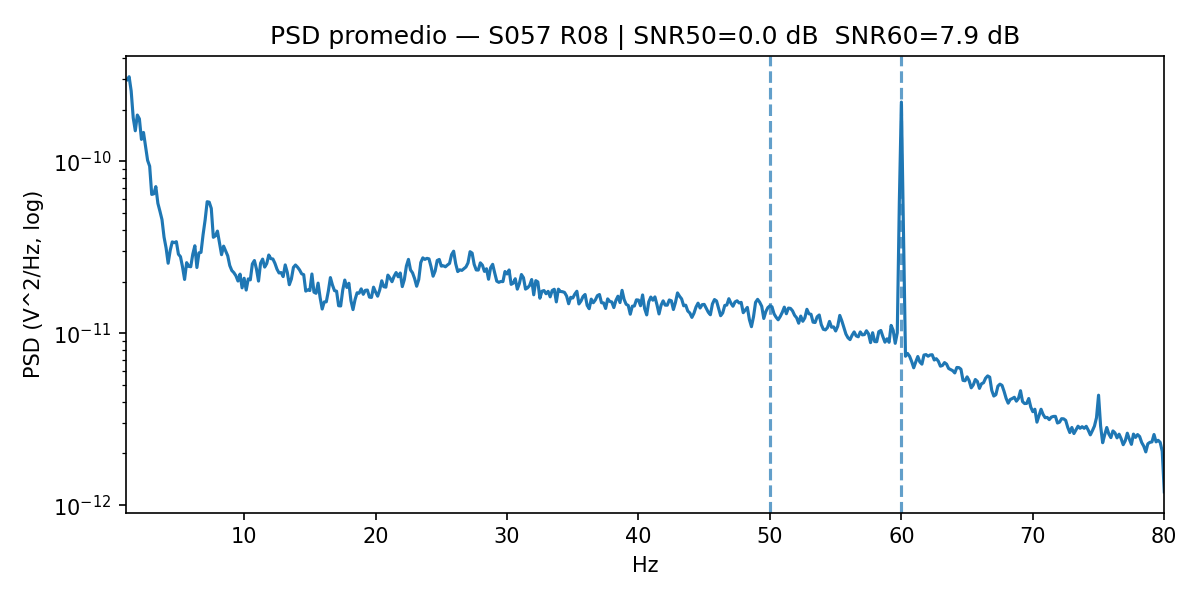 PSD promedio — S057 R08 | SNR50=0.0 dB  SNR60=7.9 dB
PSD (V^2/Hz, log)
10⁻¹⁰
10⁻¹¹
10⁻¹²
10 20 30 40 50 60 70 80
Hz